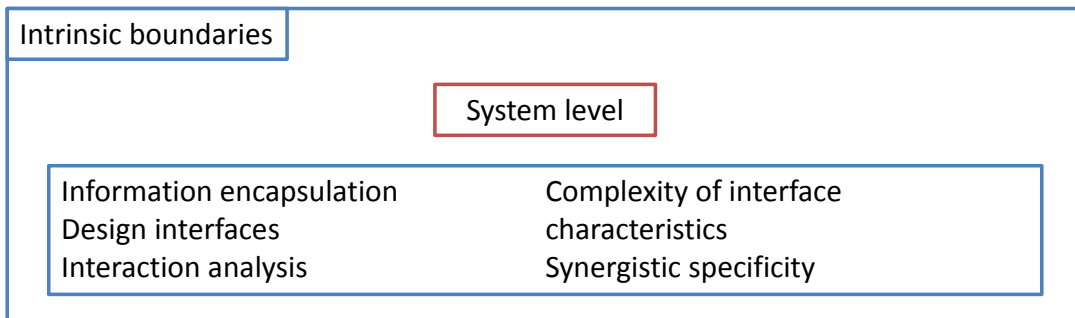 Intrinsic boundaries
System level
Information encapsulation
Design interfaces
Interaction analysis
Complexity of interface
characteristics
Synergistic specificity